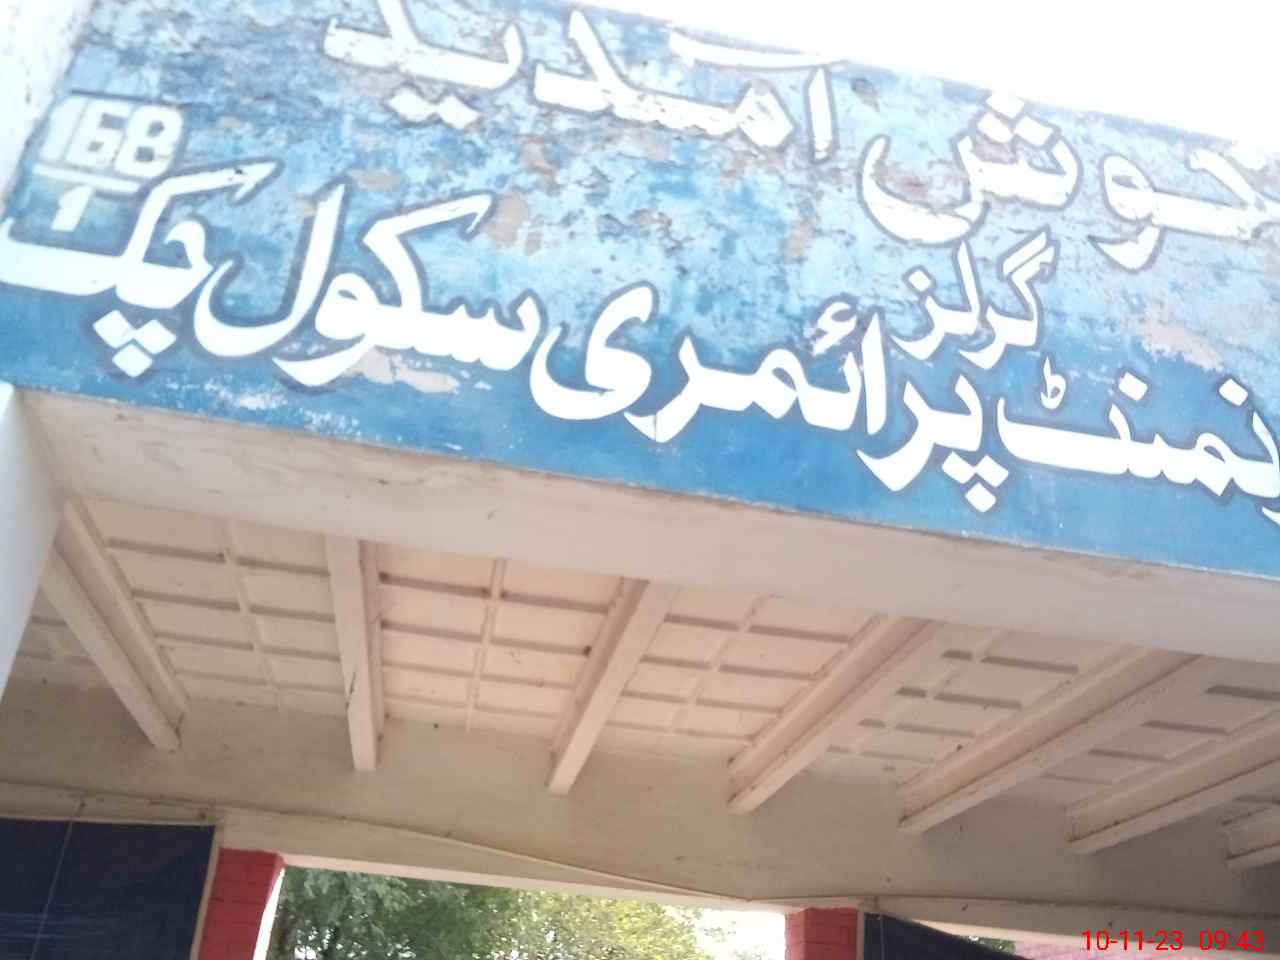 خوش آمدید
گرلز
نمنٹ پرائمری سکول چک 168/1
10-11-23 09:43